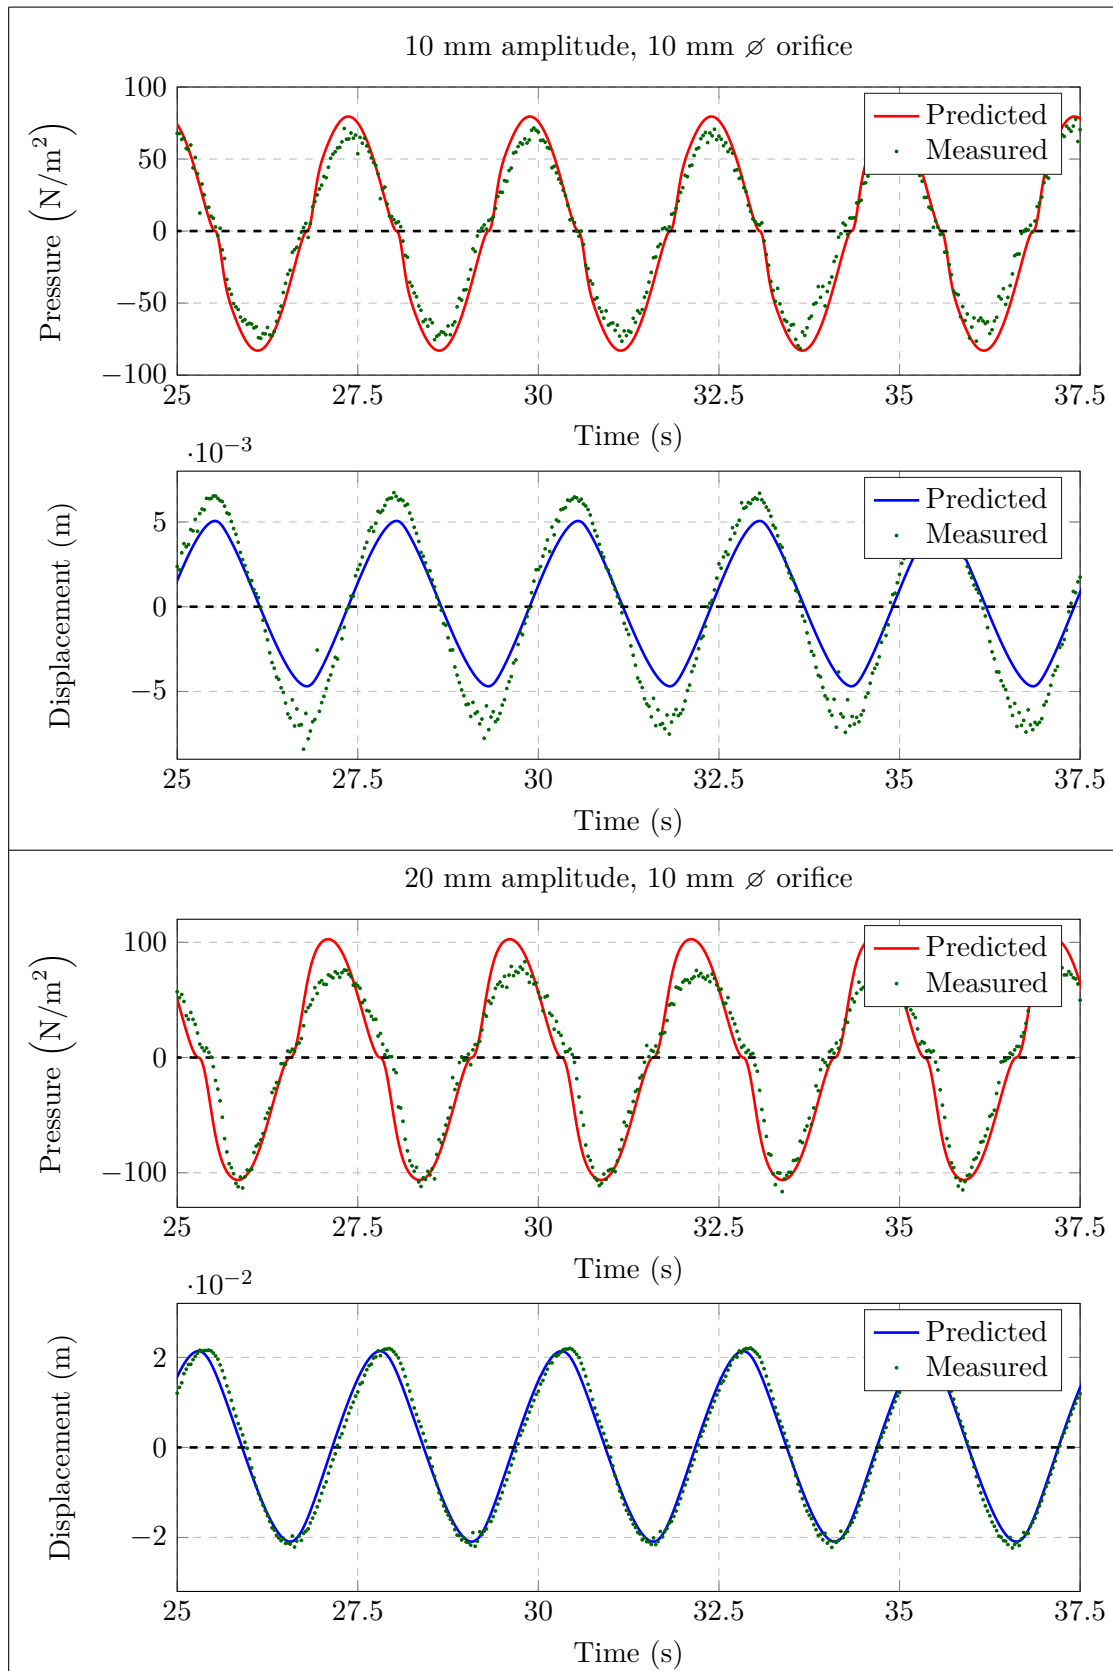 10 mm amplitude, 10 mm ⌀ orifice
Pressure (N/m²)
100
50
0
−50
−100
25 27.5 30 32.5 35 37.5
Time (s)
Predicted
Measured
·10⁻³
Displacement (m)
5
0
−5
25 27.5 30 32.5 35 37.5
Time (s)
Predicted
Measured
20 mm amplitude, 10 mm ⌀ orifice
Pressure (N/m²)
100
0
−100
25 27.5 30 32.5 35 37.5
Time (s)
Predicted
Measured
·10⁻²
Displacement (m)
2
0
−2
25 27.5 30 32.5 35 37.5
Time (s)
Predicted
Measured